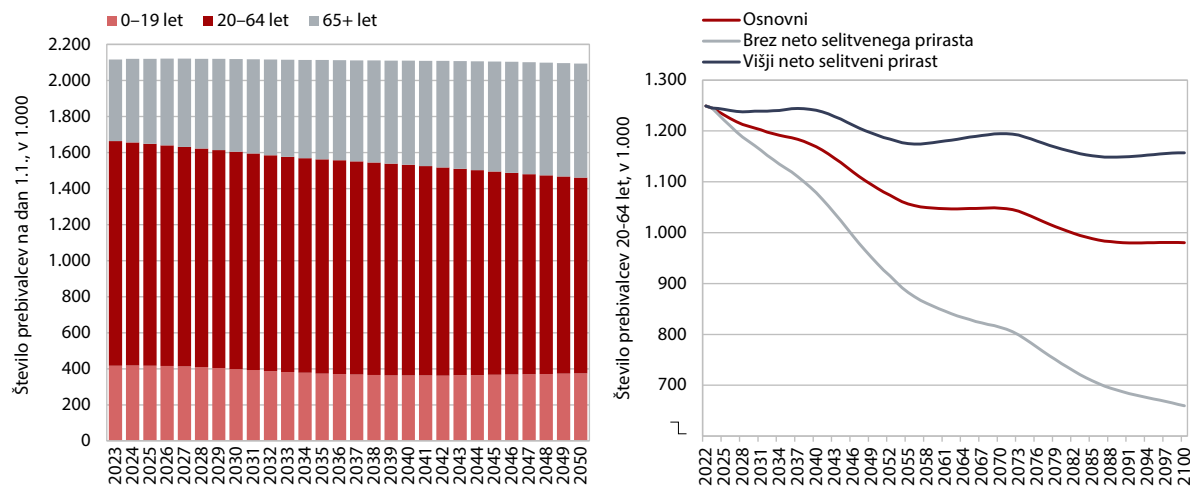 0–19 let 20–64 let 65+ let
Število prebivalcev na dan 1.1., v 1.000
2.200
2.000
1.800
1.600
1.400
1.200
1.000
800
600
400
200
0
2023 2024 2025 2026 2027 2028 2029 2030 2031 2032 2033 2034 2035 2036 2037 2038 2039 2040 2041 2042 2043 2044 2045 2046 2047 2048 2049 2050
Osnovni
Brez neto selitvenega prirasta
Višji neto selitveni prirast
Število prebivalcev 20-64 let, v 1.000
1.300
1.200
1.100
1.000
900
800
700
2022 2025 2028 2031 2034 2037 2040 2043 2046 2049 2052 2055 2058 2061 2064 2067 2070 2073 2076 2079 2082 2085 2088 2091 2094 2097 2100